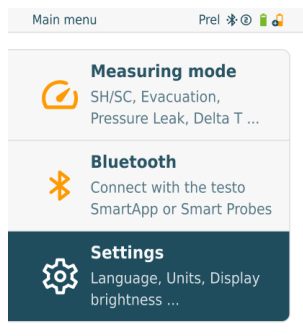 Main menu Prel ②
Measuring mode
SH/SC, Evacuation,
Pressure Leak, Delta T ...
Bluetooth
Connect with the testo
SmartApp or Smart Probes
Settings
Language, Units, Display
brightness ...